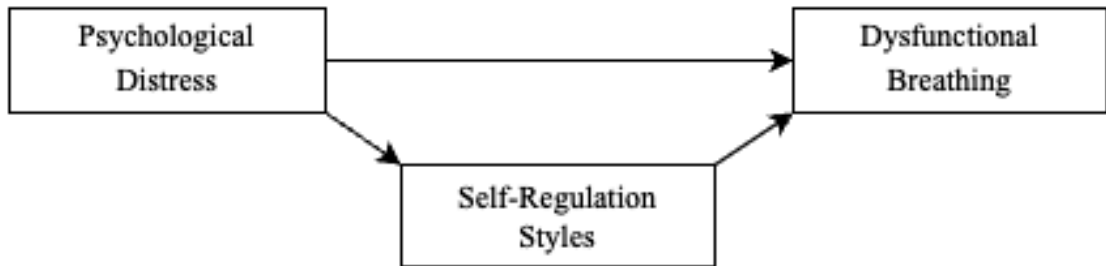 Psychological
Distress
Dysfunctional
Breathing
Self-Regulation
Styles